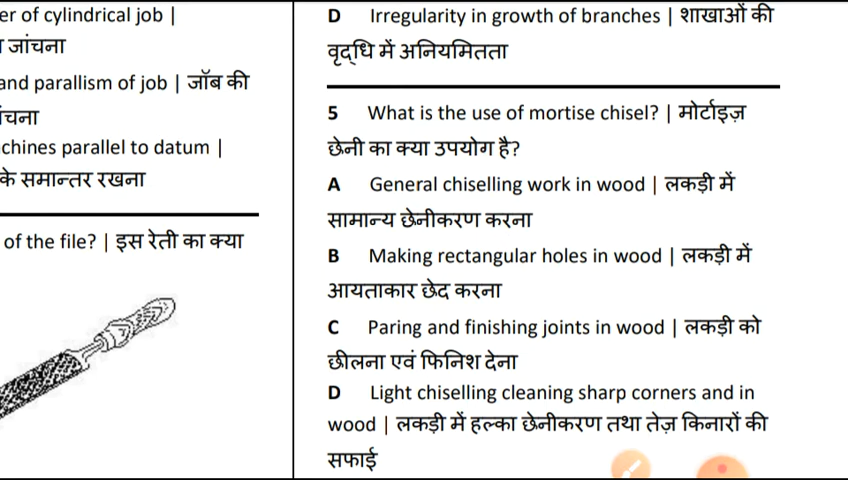 er of cylindrical job |
जांचना
and parallism of job | जॉब की
चना
chines parallel to datum |
के समान्तर रखना
of the file? | इस रेती का क्या
D Irregularity in growth of branches | शाखाओं की
वृद्धि में अनियमितता
5 What is the use of mortise chisel? | मोर्टाइज़
छेनी का क्या उपयोग है?
A General chiselling work in wood | लकड़ी में
सामान्य छेनीकरण करना
B Making rectangular holes in wood | लकड़ी में
आयताकार छेद करना
C Paring and finishing joints in wood | लकड़ी को
छीलना एवं फिनिश देना
D Light chiselling cleaning sharp corners and in
wood | लकड़ी में हल्का छेनीकरण तथा तेज़ किनारों की
सफाई